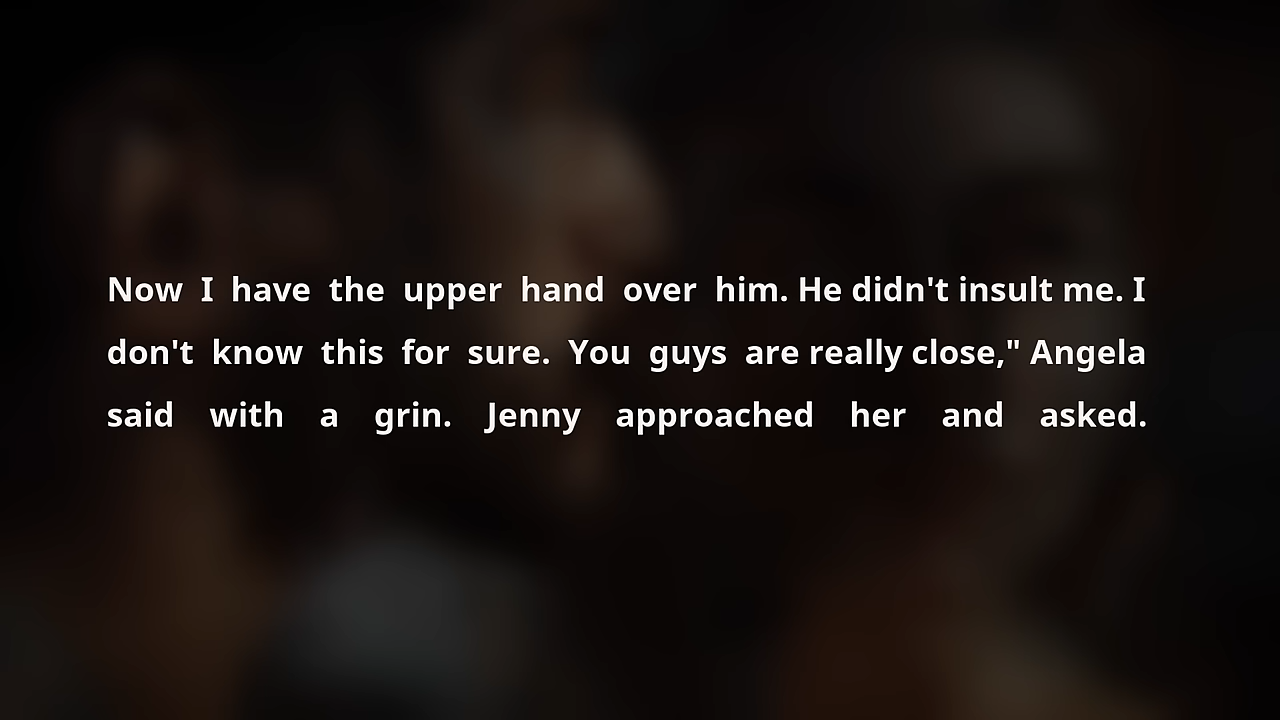 Now I have the upper hand over him. He didn't insult me. I
don't know this for sure. You guys are really close," Angela
said with a grin. Jenny approached her and asked.